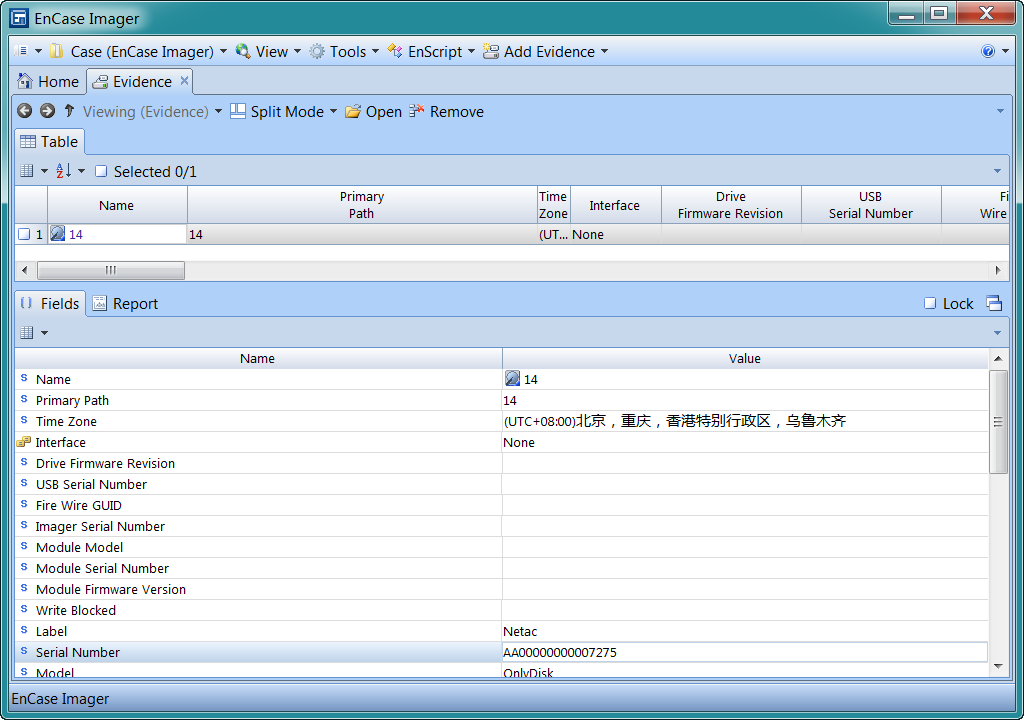 EnCase Imager
Case (EnCase Imager) View Tools EnScript Add Evidence
Home Evidence
Viewing (Evidence) Split Mode Open Remove
Table
Selected 0/1
Name Primary Path Time Zone Interface Drive Firmware Revision USB Serial Number Fi Wire
1 14 14 (UT... None
Fields Report Lock
Name Value
Name 14
Primary Path 14
Time Zone (UTC+08:00)北京，重庆，香港特别行政区，乌鲁木齐
Interface None
Drive Firmware Revision
USB Serial Number
Fire Wire GUID
Imager Serial Number
Module Model
Module Serial Number
Module Firmware Version
Write Blocked
Label Netac
Serial Number AA00000000007275
Model OnlyDisk
EnCase Imager